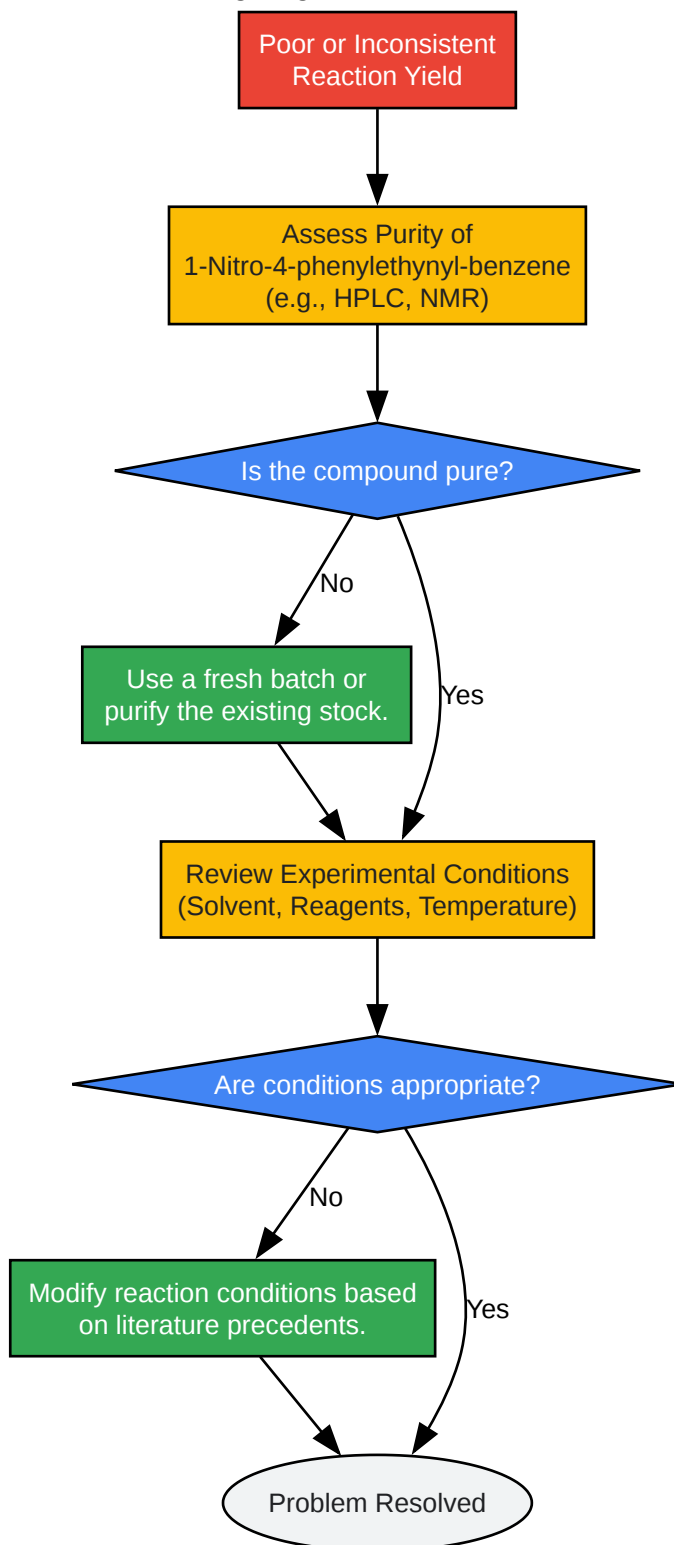 Poor or Inconsistent
Reaction Yield
Assess Purity of
1-Nitro-4-phenylethynyl-benzene
(e.g., HPLC, NMR)
Is the compound pure?
No
Use a fresh batch or
purify the existing stock.
Yes
Review Experimental Conditions
(Solvent, Reagents, Temperature)
Are conditions appropriate?
No
Modify reaction conditions based
on literature precedents.
Yes
Problem Resolved